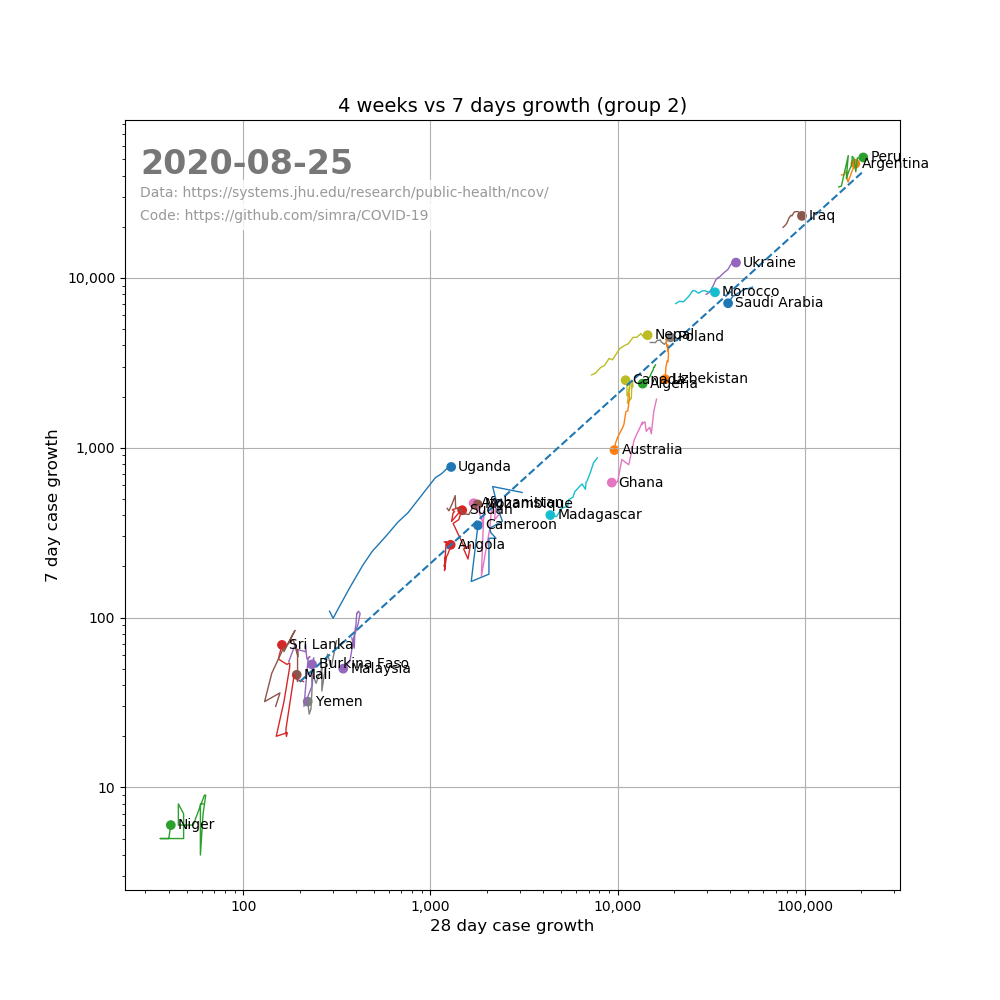 4 weeks vs 7 days growth (group 2)
2020-08-25
Data: https://systems.jhu.edu/research/public-health/ncov/
Code: https://github.com/simra/COVID-19
Peru
Argentina
Iraq
Ukraine
Morocco
Saudi Arabia
Nepal
Poland
Canada
Uzbekistan
Algeria
Australia
Uganda
Ghana
Afghanistan
Mozambique
Sudan
Madagascar
Cameroon
Angola
Sri Lanka
Burkina Faso
Malaysia
Mali
Yemen
Niger
10,000
1,000
100
10
7 day case growth
100
1,000
10,000
100,000
28 day case growth